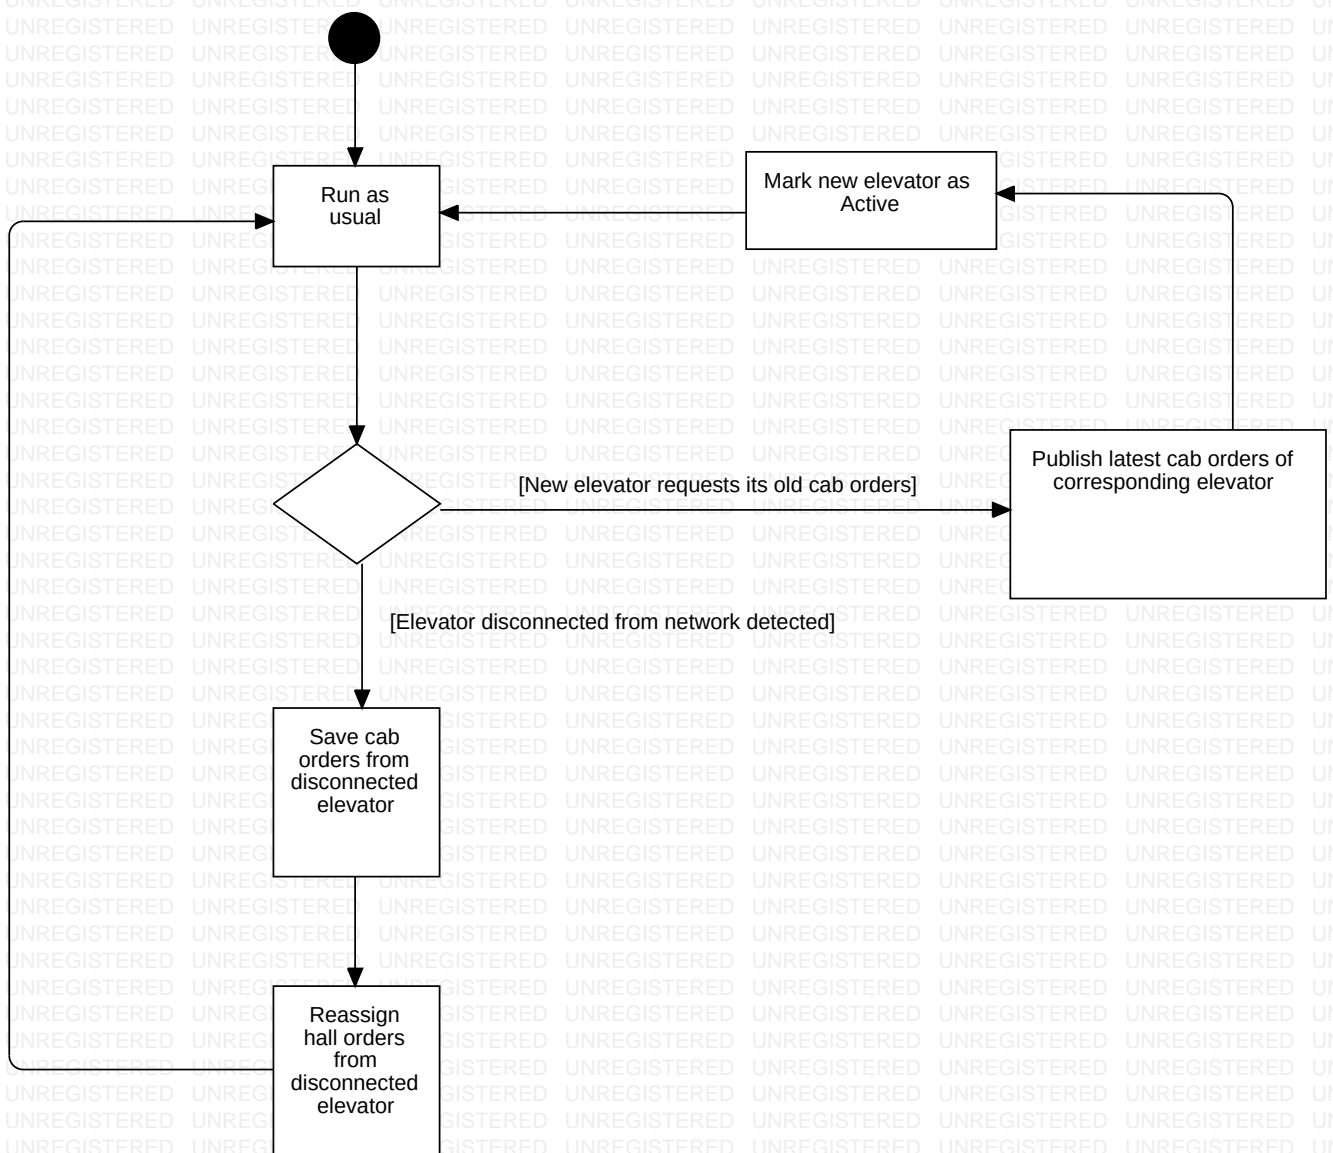 Run as
usual
Mark new elevator as
Active
[New elevator requests its old cab orders]
Publish latest cab orders of
corresponding elevator
[Elevator disconnected from network detected]
Save cab
orders from
disconnected
elevator
Reassign
hall orders
from
disconnected
elevator
UNREGISTERED